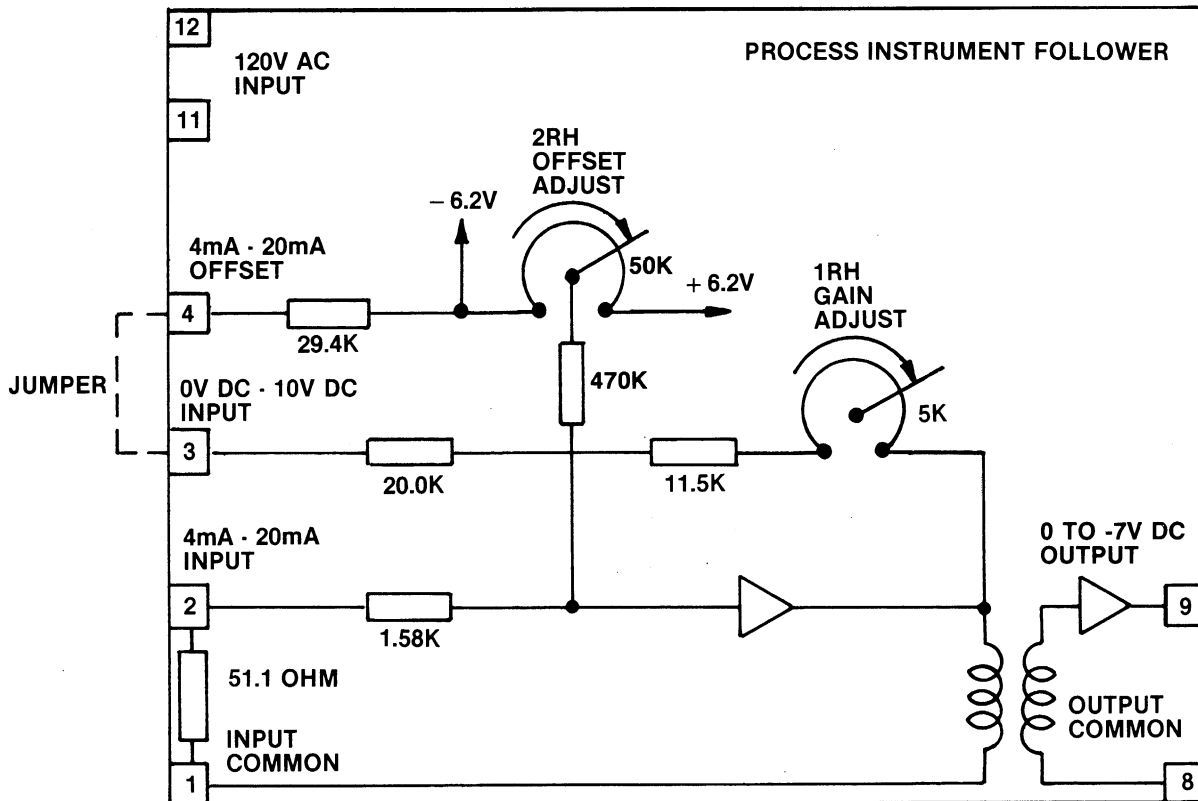 12
120V AC
INPUT
PROCESS INSTRUMENT FOLLOWER
11
2RH
OFFSET
ADJUST
− 6.2V
4mA - 20mA
OFFSET
50K
+ 6.2V
1RH
GAIN
ADJUST
4
29.4K
JUMPER
0V DC - 10V DC
INPUT
470K
5K
3
20.0K
11.5K
4mA - 20mA
INPUT
0 TO -7V DC
OUTPUT
2
9
1.58K
51.1 OHM
INPUT
COMMON
OUTPUT
COMMON
1
8